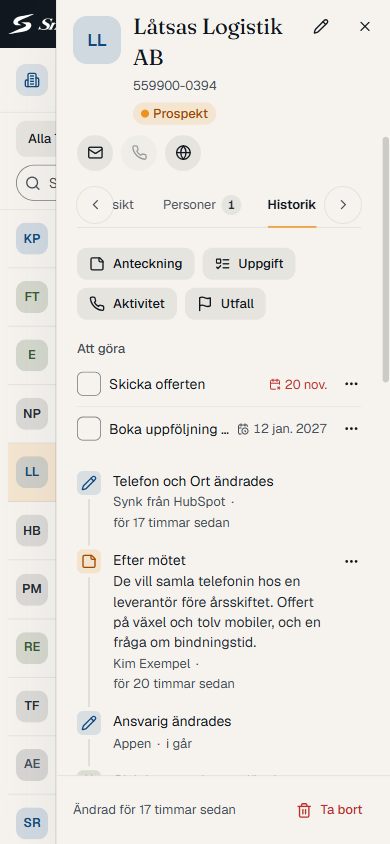 LL
Låtsas Logistik
AB
559900-0394
Prospekt
Alla
S
KP
FT
E
NP
LL
HB
PM
RE
TF
AE
SR
sikt
Personer 1
Historik
Anteckning
Uppgift
Aktivitet
Utfall
Att göra
Skicka offerten
20 nov.
Boka uppföljning ...
12 jan. 2027
Telefon och Ort ändrades
Synk från HubSpot ·
för 17 timmar sedan
Efter mötet
De vill samla telefonin hos en
leverantör före årsskiftet. Offert
på växel och tolv mobiler, och en
fråga om bindningstid.
Kim Exempel ·
för 20 timmar sedan
Ansvarig ändrades
Appen · i går
Ändrad för 17 timmar sedan
Ta bort